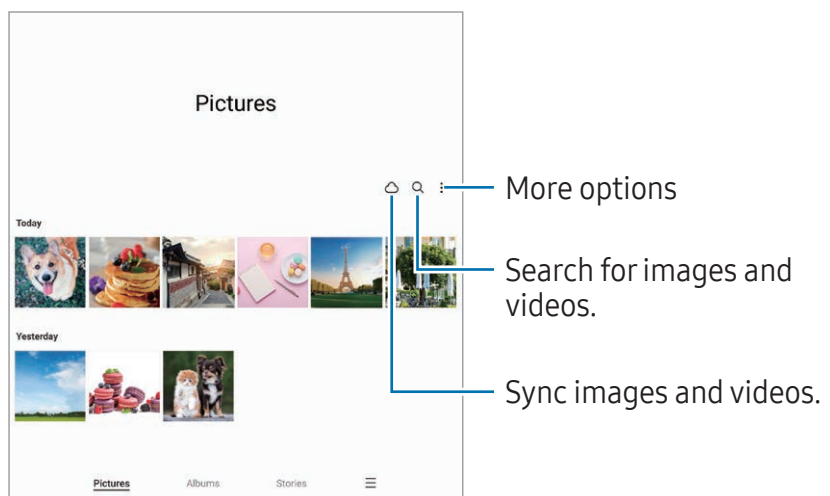 Pictures
More options
Today
Search for images and
videos.
Yesterday
Sync images and videos.
Pictures Albums Stories